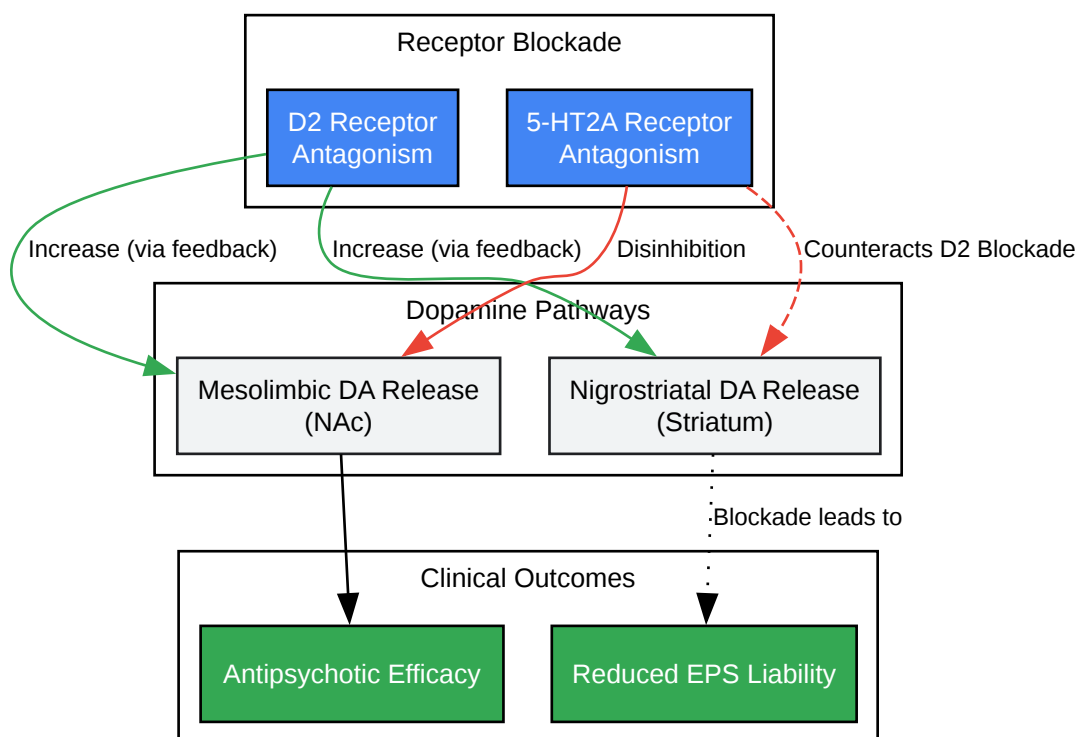 Receptor Blockade
D2 Receptor
Antagonism
5-HT2A Receptor
Antagonism
Increase (via feedback)
Increase (via feedback)
Disinhibition
Counteracts D2 Blockade
Dopamine Pathways
Mesolimbic DA Release
(NAc)
Nigrostriatal DA Release
(Striatum)
Blockade leads to
Clinical Outcomes
Antipsychotic Efficacy
Reduced EPS Liability